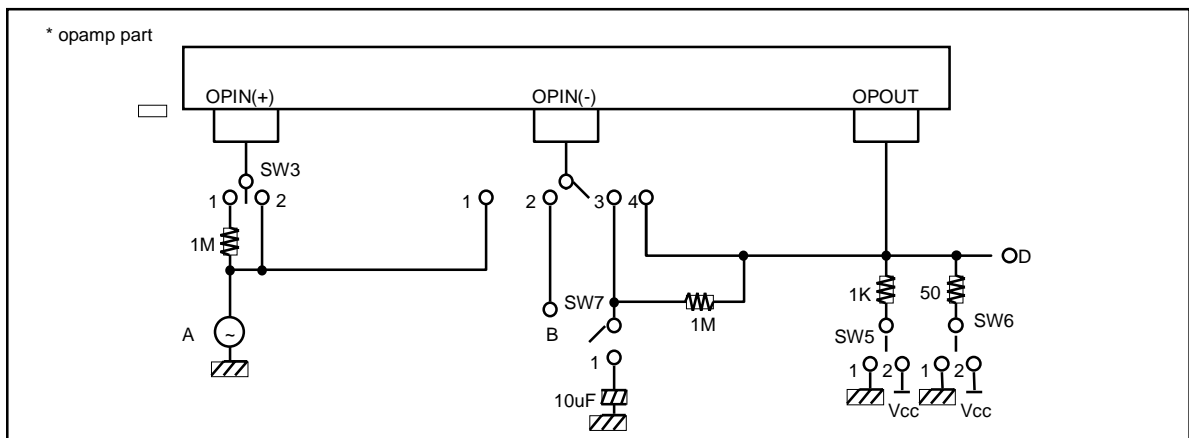 * opamp part
OPIN(+) OPIN(-) OPOUT
SW3
1 2 1 2 3 4
1M
D
1K 50
SW7
1M
A ~ B
SW5 SW6
1 1 2 1 2
10uF
Vcc Vcc